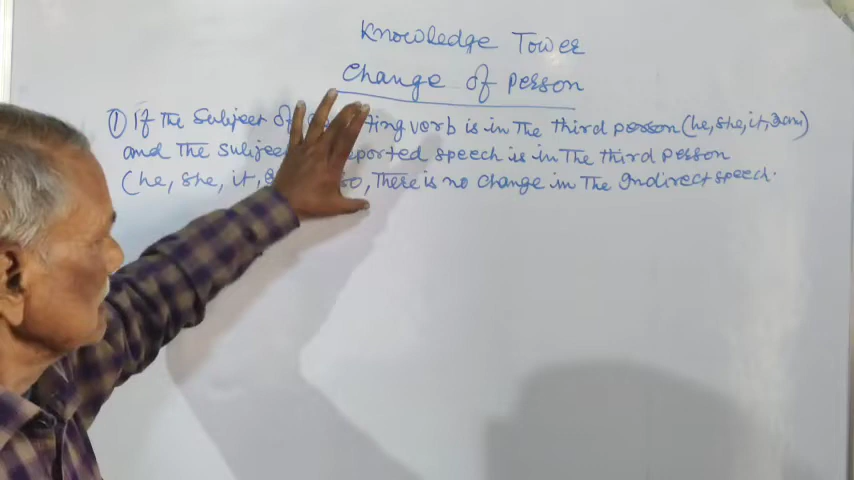 Knowledge Tower
Change of person
① If The Subject of ting verb is in The third person (he, she, it,
and The Subject reported speech is in The third person
(he, she, it, so, There is no change in The Indirect speech.